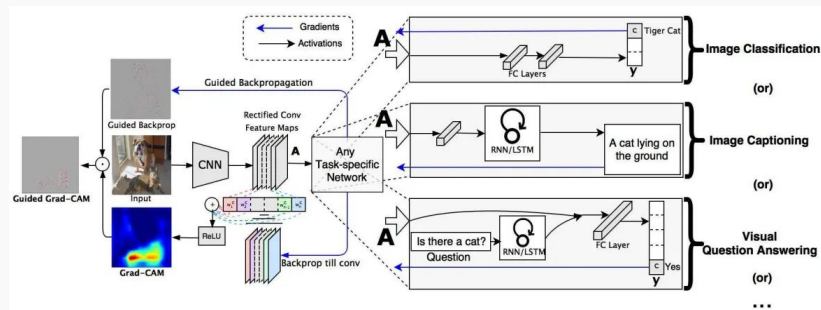 Gradients
Activations
Guided Backpropagation
Guided Backprop
Rectified Conv
Feature Maps
A
CNN
Input
Guided Grad-CAM
Grad-CAM
ReLU
Backprop till conv
Any
Task-specific
Network
A
FC Layers
c
Tiger Cat
y
Image Classification
(or)
A
RNN/LSTM
A cat lying on
the ground
Image Captioning
(or)
A
Is there a cat?
Question
RNN/LSTM
FC Layer
c
Yes
y
Visual
Question Answering
(or)
...